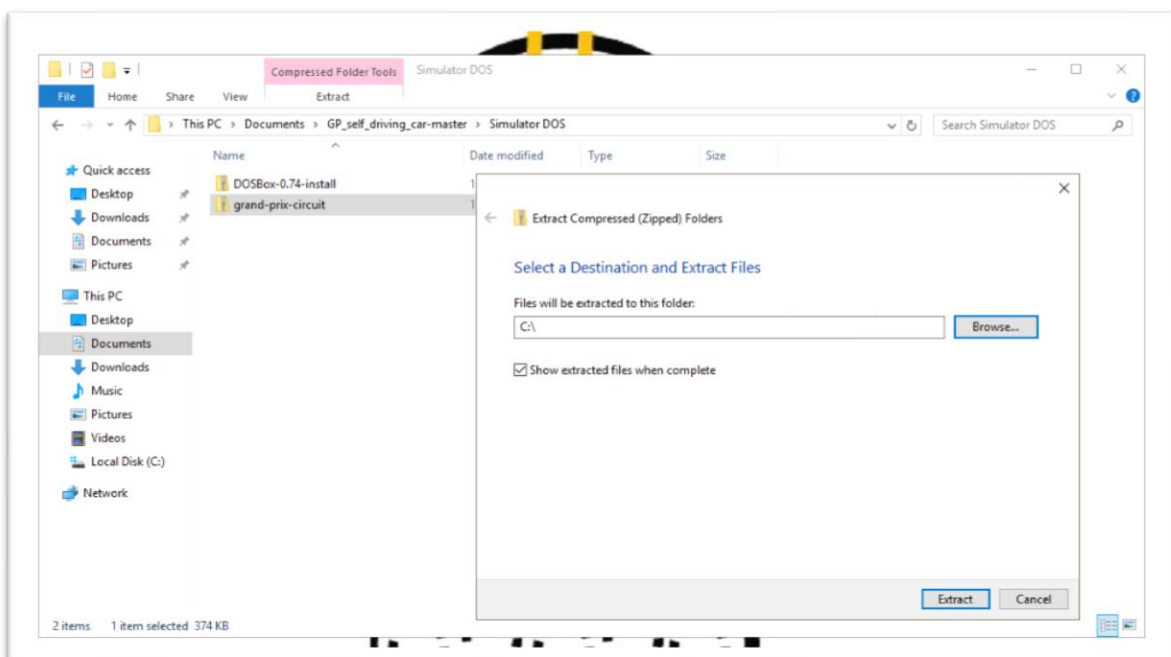 Compressed Folder Tools Simulator DOS
File Home Share View Extract
This PC > Documents > GP_self_driving_car-master > Simulator DOS Search Simulator DOS
Name Date modified Type Size
Quick access
Desktop
Downloads
Documents
Pictures
This PC
Desktop
Documents
Downloads
Music
Pictures
Videos
Local Disk (C:)
Network
DOSBox-0.74-install 1
grand-prix-circuit 1
Extract Compressed (Zipped) Folders
Select a Destination and Extract Files
Files will be extracted to this folder:
C:\
Browse...
Show extracted files when complete
Extract Cancel
2 items 1 item selected 374 KB